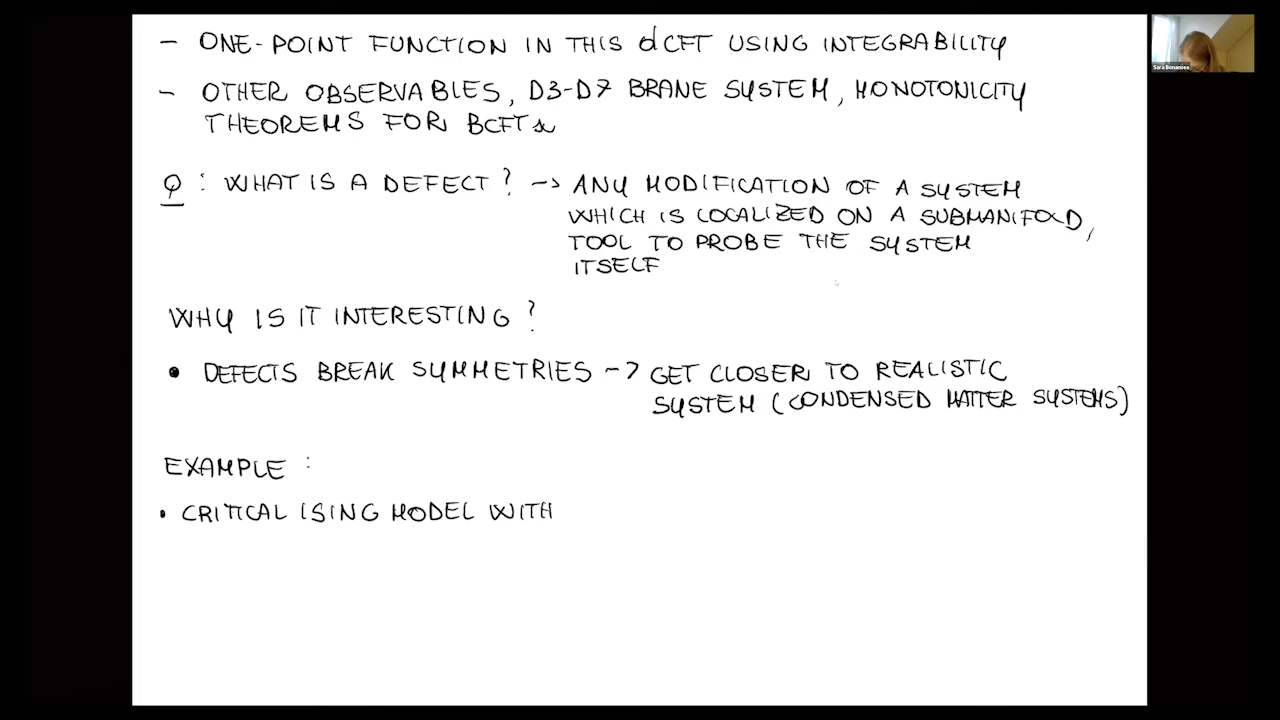 - ONE-POINT FUNCTION IN THIS dCFT USING INTEGRABILITY
- OTHER OBSERVABLES, D3-D7 BRANE SYSTEM, MONOTONICITY
THEOREMS FOR BCFTs
Q : WHAT IS A DEFECT? -> ANY MODIFICATION OF A SYSTEM
WHICH IS LOCALIZED ON A SUBMANIFOLD,
TOOL TO PROBE THE SYSTEM
ITSELF
WHY IS IT INTERESTING?
• DEFECTS BREAK SYMMETRIES -> GET CLOSER TO REALISTIC
SYSTEM (CONDENSED MATTER SYSTEMS)
EXAMPLE :
• CRITICAL ISING MODEL WITH
Sara Bonansea